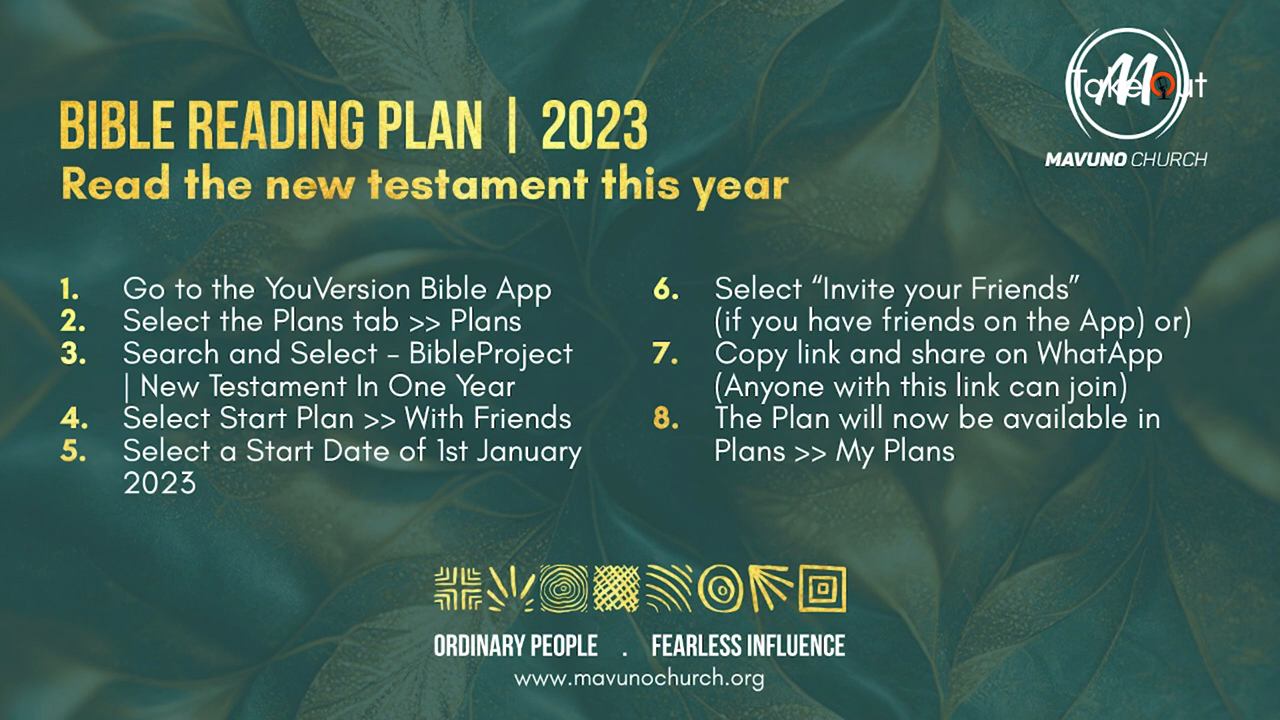 BIBLE READING PLAN | 2023
Read the new testament this year
Take Out
M
MAVUNO CHURCH
1. Go to the YouVersion Bible App
2. Select the Plans tab >> Plans
3. Search and Select - BibleProject
| New Testament In One Year
4. Select Start Plan >> With Friends
5. Select a Start Date of 1st January
2023
6. Select “Invite your Friends”
(if you have friends on the App) or)
7. Copy link and share on WhatApp
(Anyone with this link can join)
8. The Plan will now be available in
Plans >> My Plans
ORDINARY PEOPLE . FEARLESS INFLUENCE
www.mavunochurch.org